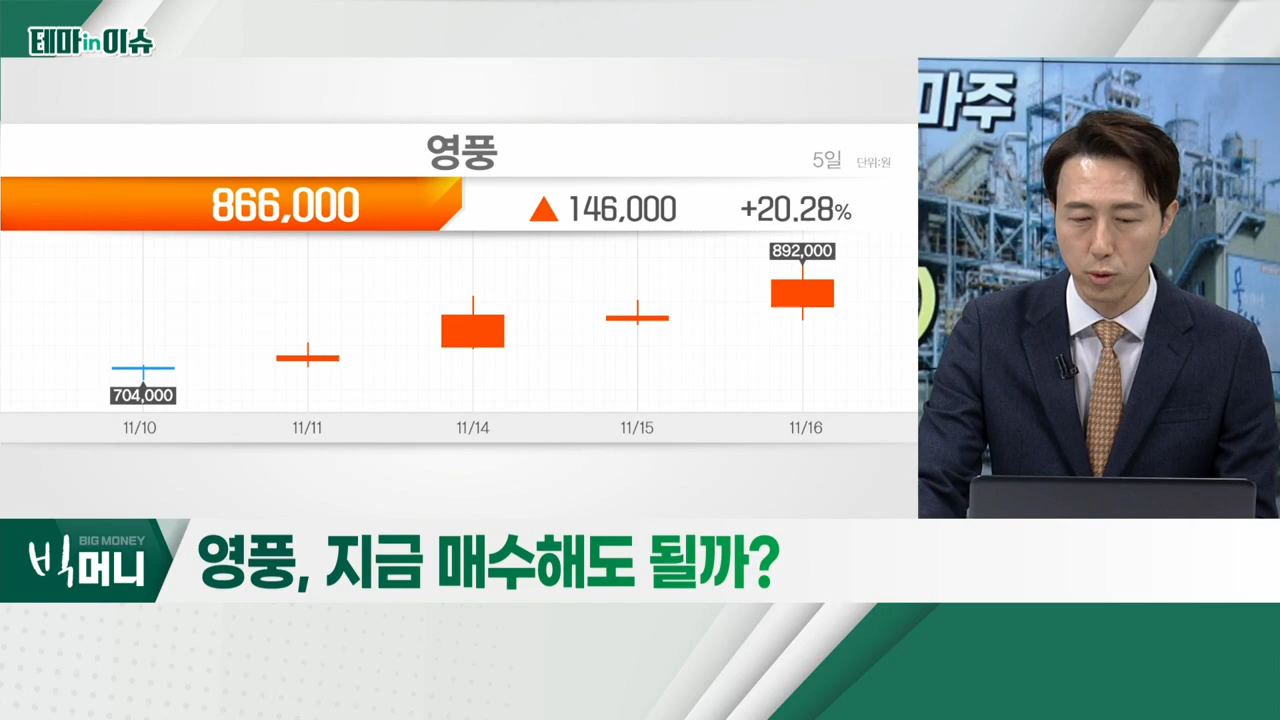 테마in이슈
마주
영풍
5일 단위:원
866,000 ▲ 146,000 +20.28%
892,000
704,000
11/10 11/11 11/14 11/15 11/16
BIG MONEY
빅머니
영풍, 지금 매수해도 될까?